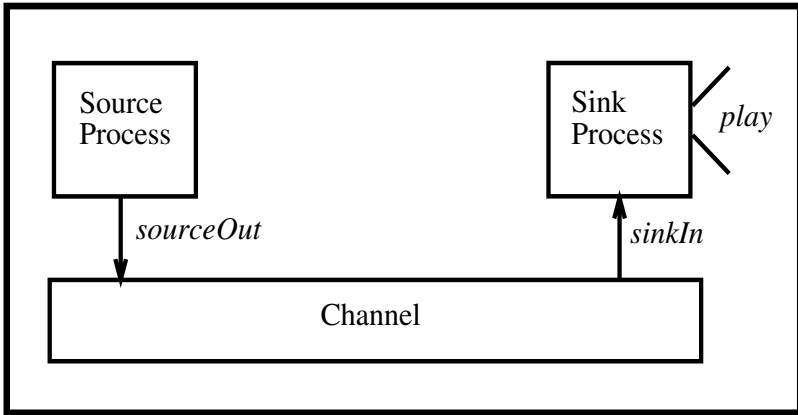 Source
Process
Sink
Process
play
sourceOut
sinkIn
Channel